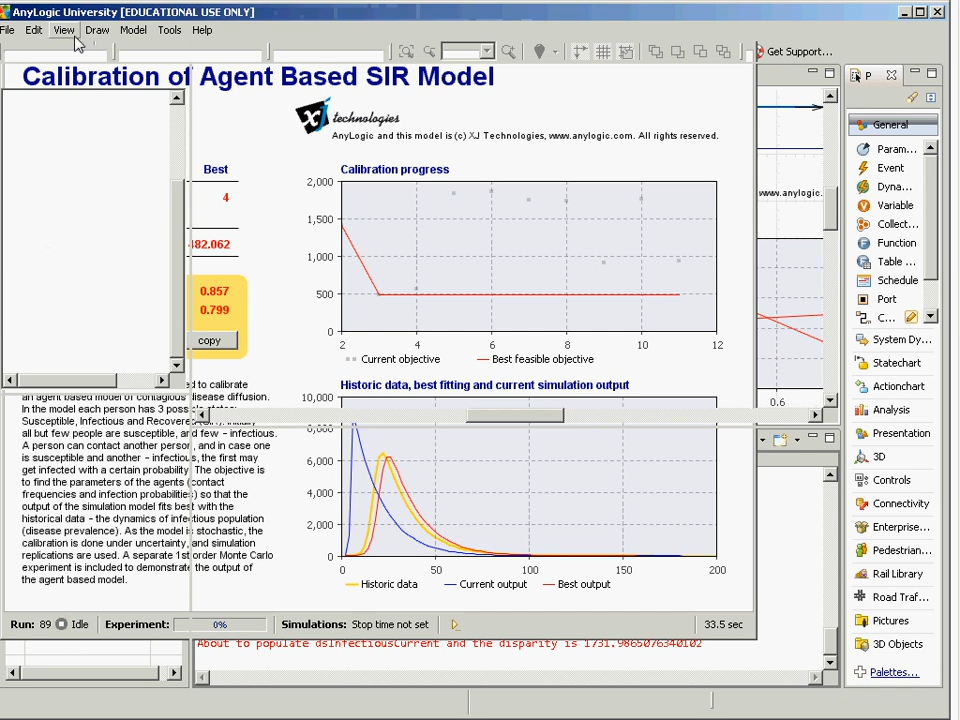 AnyLogic University [EDUCATIONAL USE ONLY]
File Edit View Draw Model Tools Help
Get Support...
Calibration of Agent Based SIR Model
XJ technologies
AnyLogic and this model is (c) XJ Technologies, www.anylogic.com. All rights reserved.
Best
4
482.062
0.857
0.799
copy
Calibration progress
2,000
1,500
1,000
500
0
2 4 6 8 10 12
Current objective Best feasible objective
Historic data, best fitting and current simulation output
10,000
8,000
6,000
4,000
2,000
0
0 50 100 150 200
Historic data Current output Best output
ed to calibrate
an agent based model of contagious disease diffusion.
In the model each person has 3 possible states:
Susceptible, Infectious and Recovered (SIR). Initially
all but few people are susceptible, and few - infectious.
A person can contact another person, and in case one
is susceptible and another - infectious, the first may
get infected with a certain probability. The objective is
to find the parameters of the agents (contact
frequencies and infection probabilities) so that the
output of the simulation model fits best with the
historical data - the dynamics of infectious population
(disease prevalence). As the model is stochastic, the
calibration is done under uncertainty, and simulation
replications are used. A separate 1st order Monte Carlo
experiment is included to demonstrate the output of
the agent based model.
Run: 89 Idle Experiment: 0% Simulations: Stop time not set 33.5 sec
About to populate dsInfectiousCurrent and the disparity is 1731.9865076340102
www.anylogic.
0.6
P
General
Param...
Event
Dyna...
Variable
Collect...
Function
Table ...
Schedule
Port
C...
System Dy...
Statechart
Actionchart
Analysis
Presentation
3D
Controls
Connectivity
Enterprise...
Pedestrian...
Rail Library
Road Traf...
Pictures
3D Objects
Palettes...